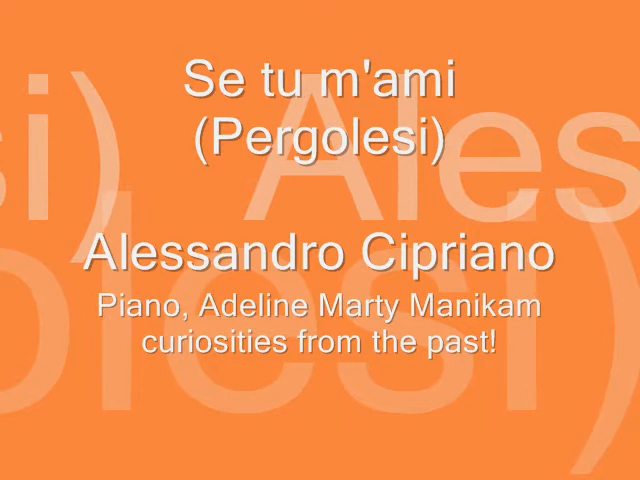 Se tu m'ami
(Pergolesi)
Alessandro Cipriano
Piano, Adeline Marty Manikam
curiosities from the past!